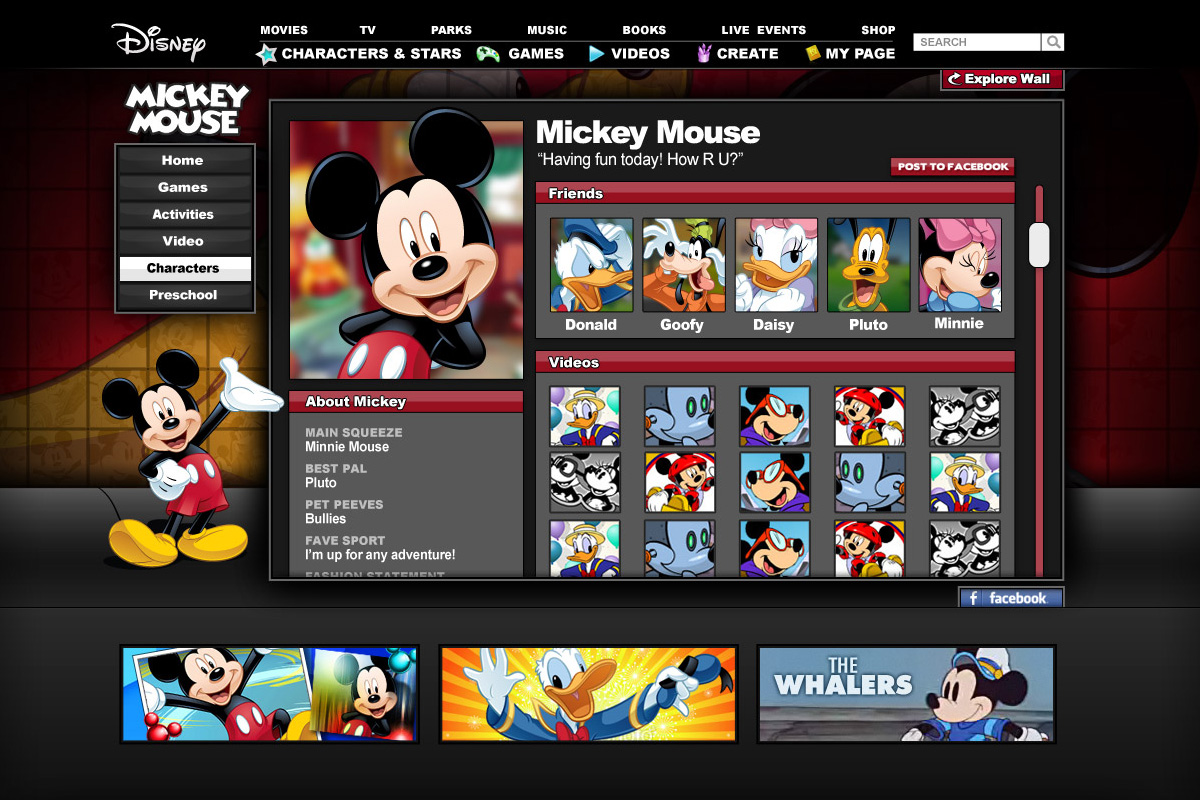 Disney
MOVIES TV PARKS MUSIC BOOKS LIVE EVENTS SHOP
CHARACTERS & STARS GAMES VIDEOS CREATE MY PAGE
SEARCH
Explore Wall
MICKEY
MOUSE
Home
Games
Activities
Video
Characters
Preschool
Mickey Mouse
“Having fun today! How R U?”
POST TO FACEBOOK
Friends
Donald Goofy Daisy Pluto Minnie
Videos
About Mickey
MAIN SQUEEZE
Minnie Mouse
BEST PAL
Pluto
PET PEEVES
Bullies
FAVE SPORT
I'm up for any adventure!
FASHION STATEMENT
facebook
THE
WHALERS